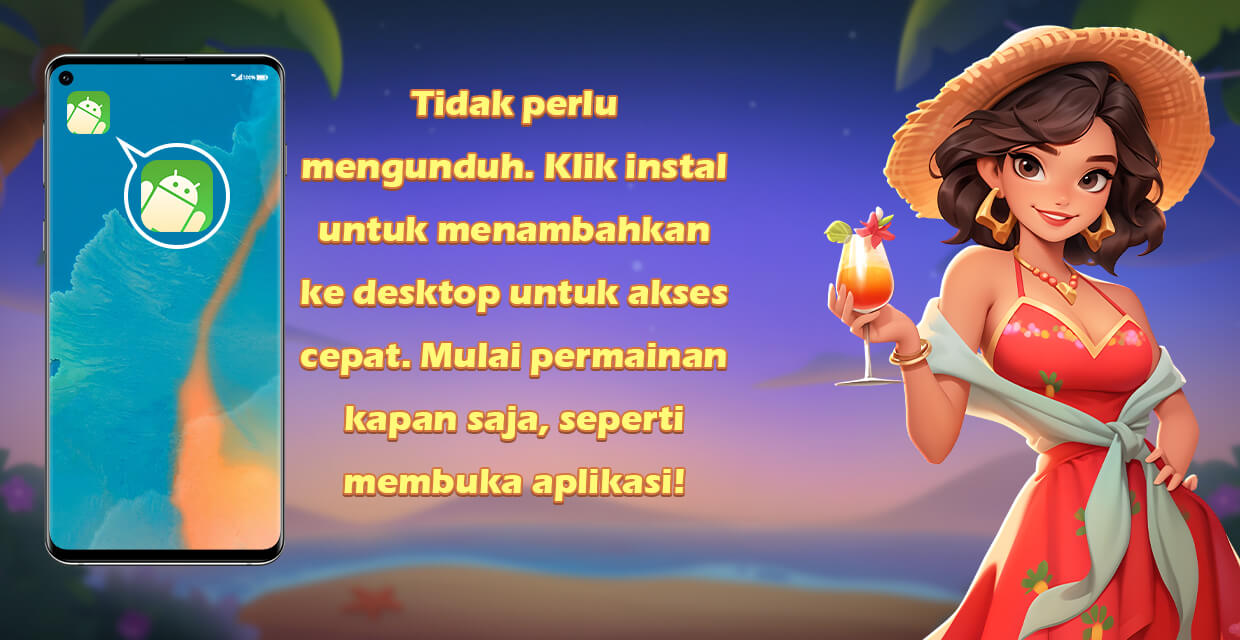 100%
Tidak perlu
mengunduh. Klik instal
untuk menambahkan
ke desktop untuk akses
cepat. Mulai permainan
kapan saja, seperti
membuka aplikasi!